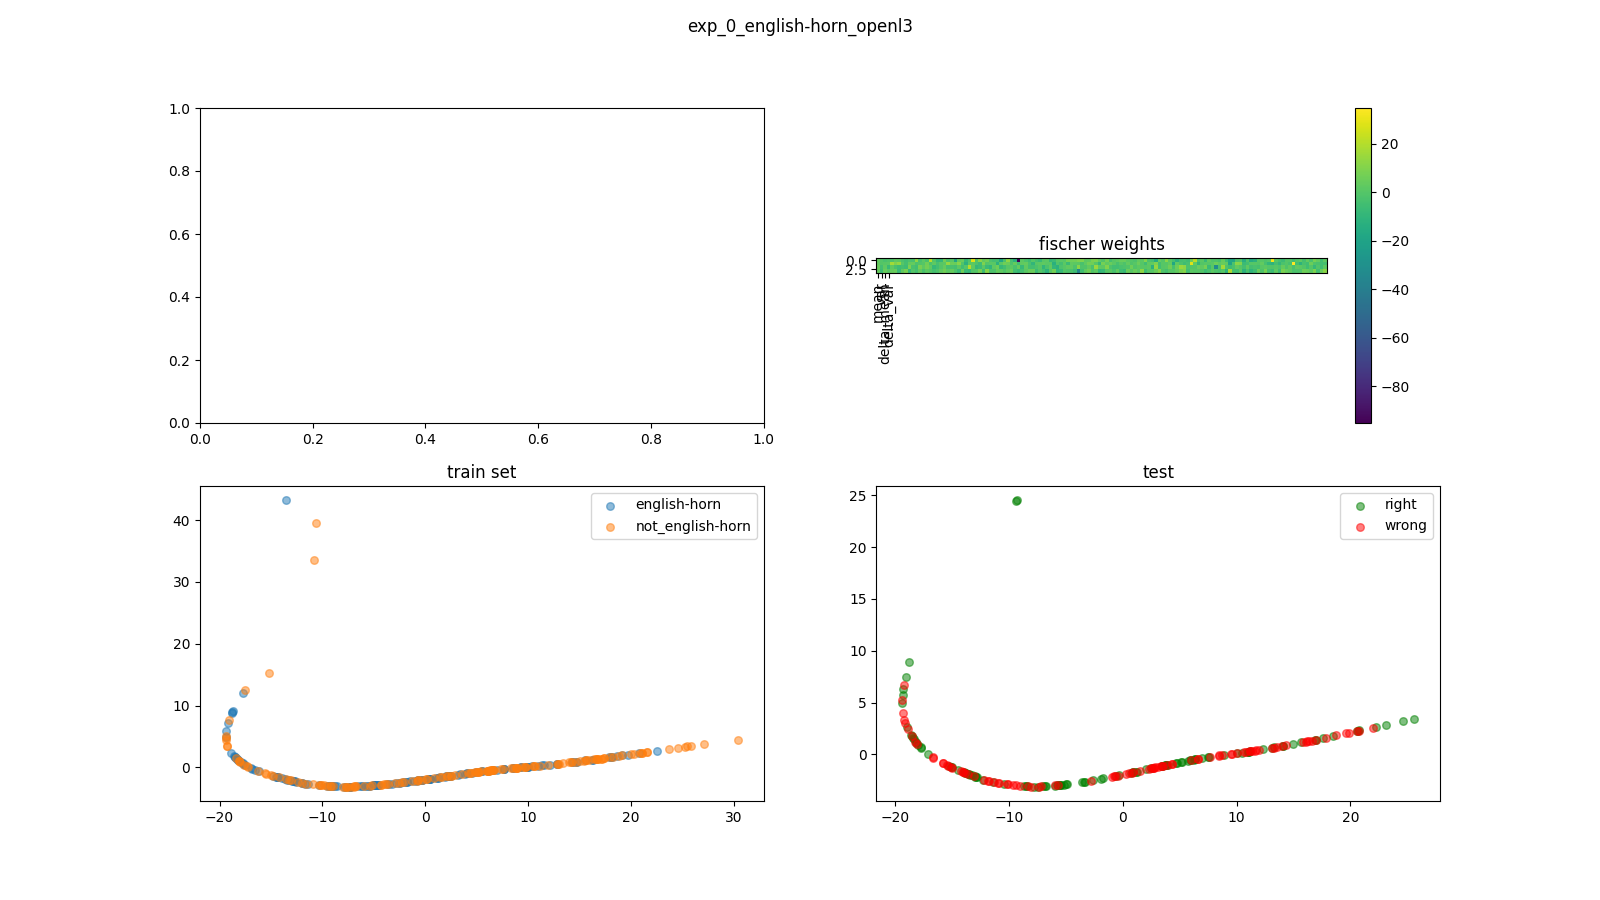 exp_0_english-horn_openl3
1.0
0.8
0.6
0.4
0.2
0.0
0.0 0.2 0.4 0.6 0.8 1.0
fischer weights
0.0
2.5
mean
delta_mean
delta_var
20
0
−20
−40
−60
−80
train set
english-horn
not_english-horn
40
30
20
10
0
−20 −10 0 10 20 30
test
right
wrong
25
20
15
10
5
0
−20 −10 0 10 20